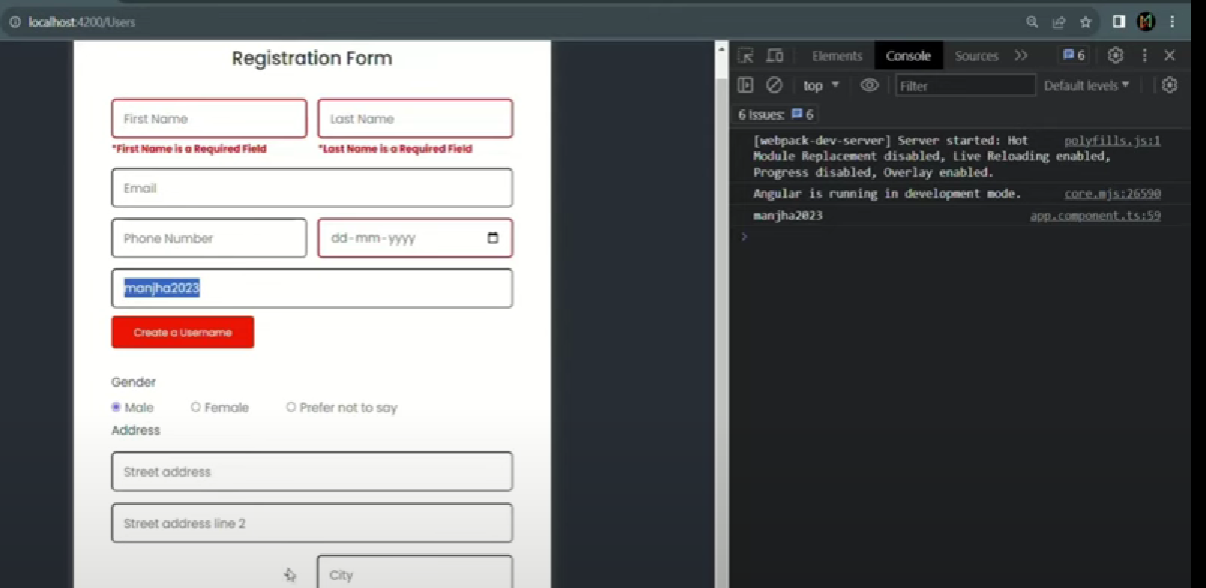 localhost:4200/Users
Registration Form
First Name
Last Name
*First Name is a Required Field
*Last Name is a Required Field
Email
Phone Number
dd-mm-yyyy
manjha2023
Create a Username
Gender
Male
Female
Prefer not to say
Address
Street address
Street address line 2
City
Elements
Console
Sources
6
top
Filter
Default levels
6 Issues: 6
[webpack-dev-server] Server started: Hot polyfills.js:1
Module Replacement disabled, Live Reloading enabled,
Progress disabled, Overlay enabled.
Angular is running in development mode. core.mjs:26590
manjha2023 app.component.ts:59